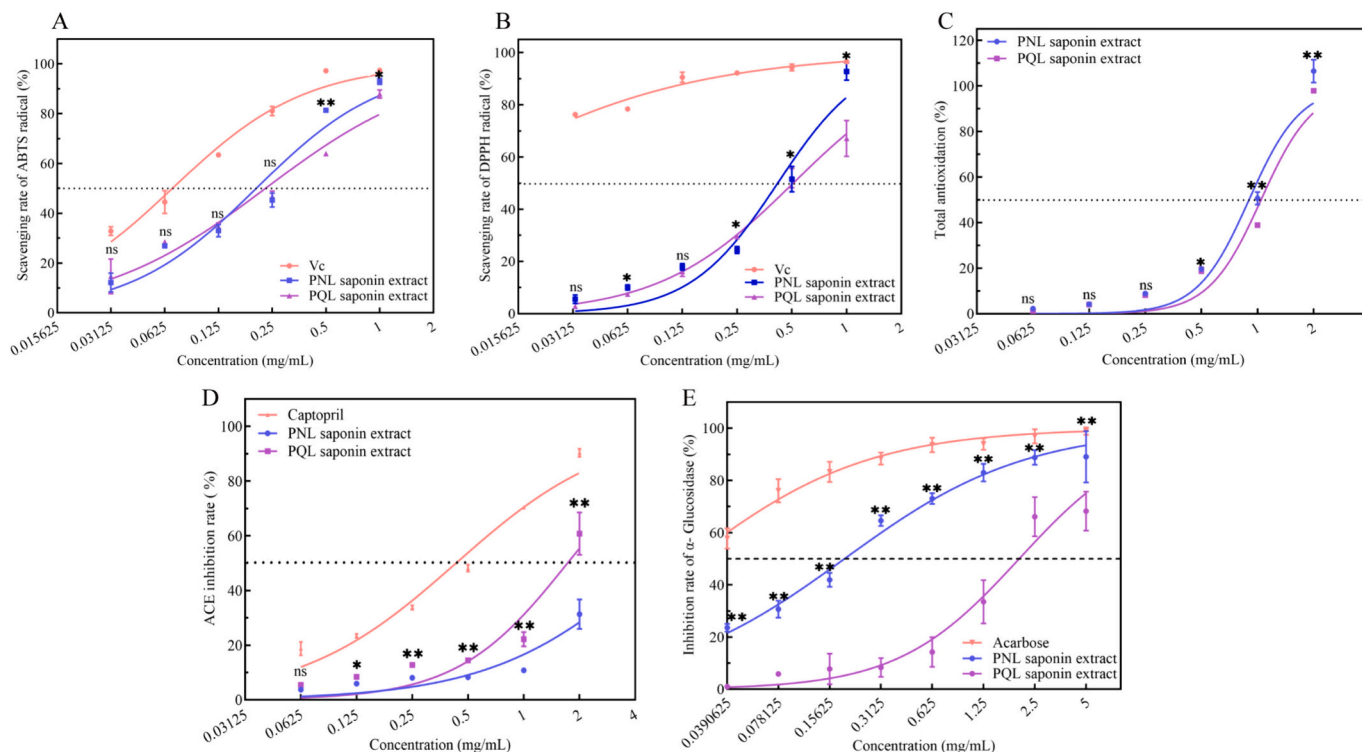 A
Scavenging rate of ABTS radical (%)
100
80
60
40
20
0
ns
ns
ns
ns
**
*
Vc
PNL saponin extract
PQL saponin extract
0.015625
0.03125
0.0625
0.125
0.25
0.5
1
2
Concentration (mg/mL)
B
Scavenging rate of DPPH radical (%)
100
80
60
40
20
0
ns
*
ns
*
*
*
Vc
PNL saponin extract
PQL saponin extract
0.015625
0.03125
0.0625
0.125
0.25
0.5
1
2
Concentration (mg/mL)
C
Total antioxidation (%)
120
100
80
60
40
20
0
PNL saponin extract
PQL saponin extract
ns
ns
ns
*
**
**
0.03125
0.0625
0.125
0.25
0.5
1
2
Concentration (mg/mL)
D
ACE inhibition rate ( %)
100
80
60
40
20
0
Captopril
PNL saponin extract
PQL saponin extract
ns
*
**
**
**
**
0.03125
0.0625
0.125
0.25
0.5
1
2
4
Concentration (mg/mL)
E
Inhibition rate of α- Glucosidase (%)
100
80
60
40
20
0
**
**
**
**
**
**
**
**
Acarbose
PNL saponin extract
PQL saponin extract
0.0390625
0.078125
0.15625
0.3125
0.625
1.25
2.5
5
Concentration (mg/mL)